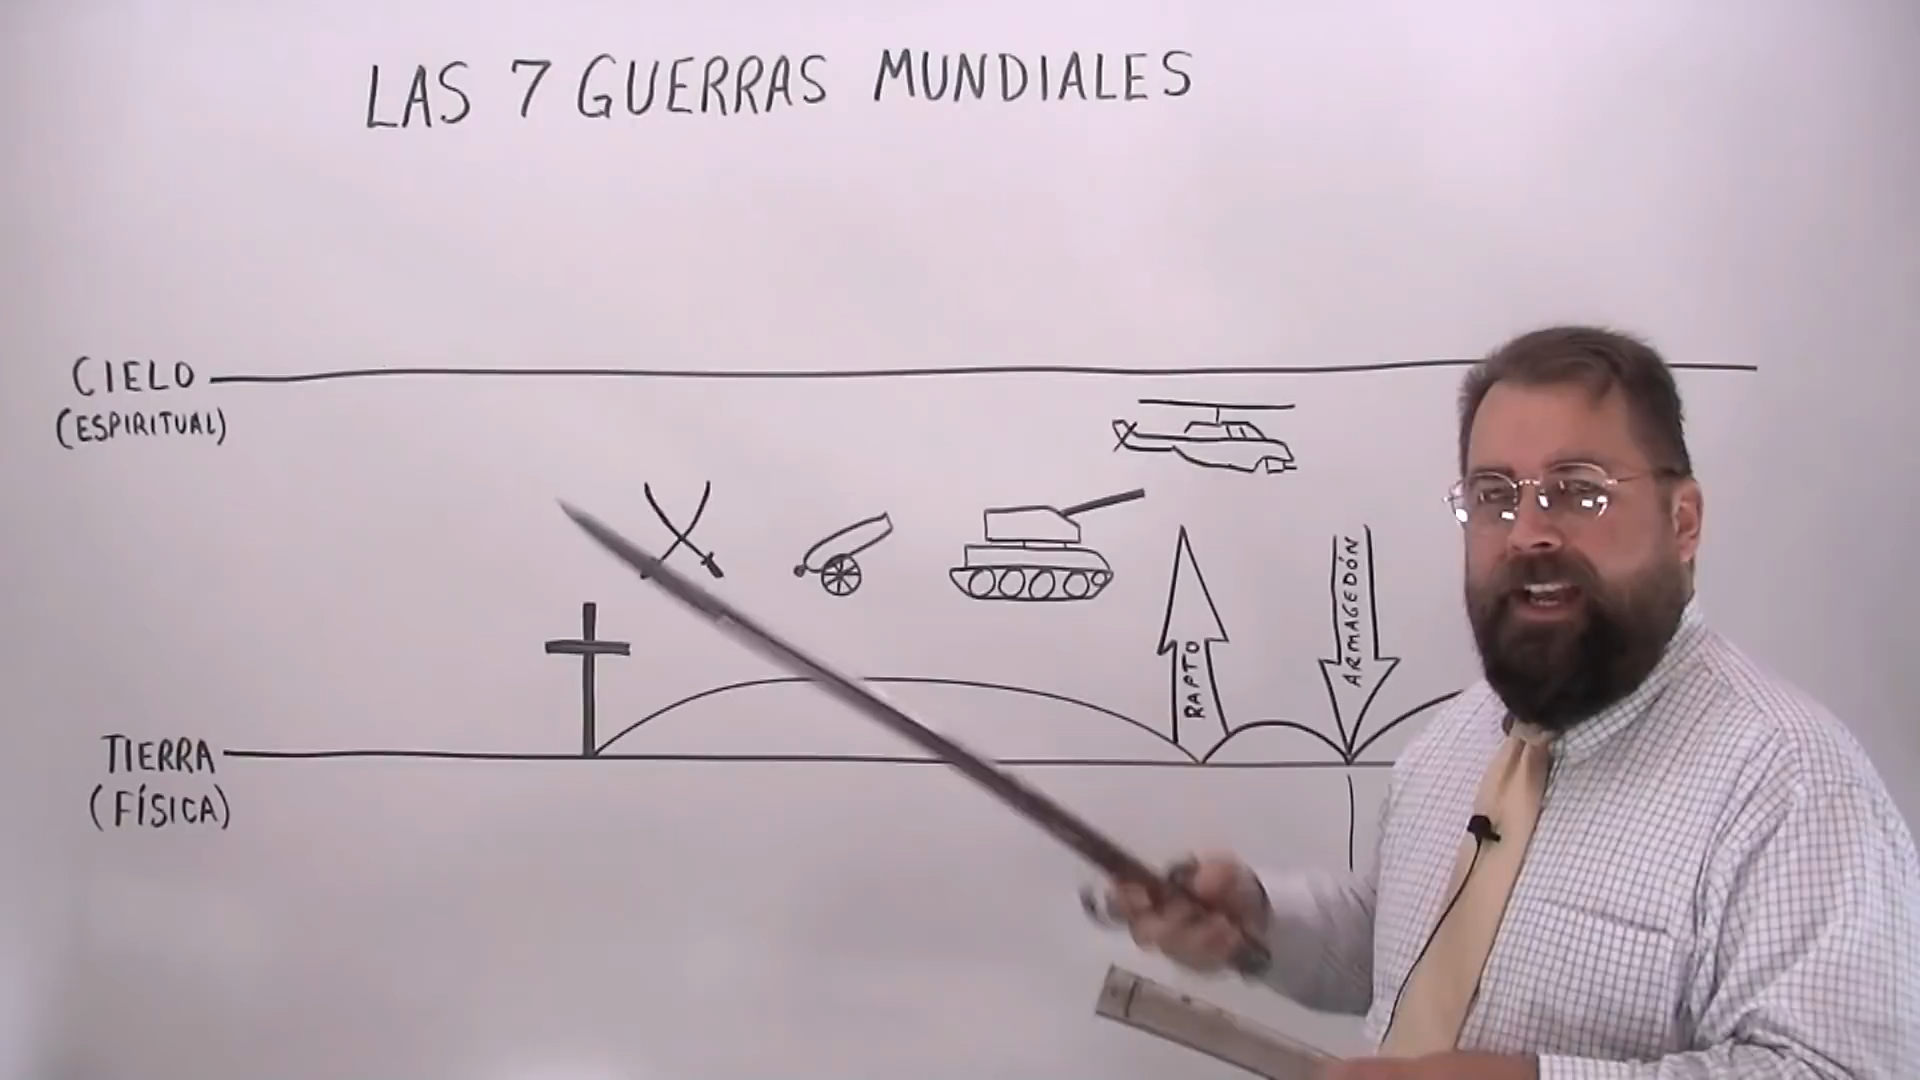 LAS 7 GUERRAS MUNDIALES
CIELO
(ESPIRITUAL)
RAPTO
ARMAGEDÓN
TIERRA
(FÍSICA)